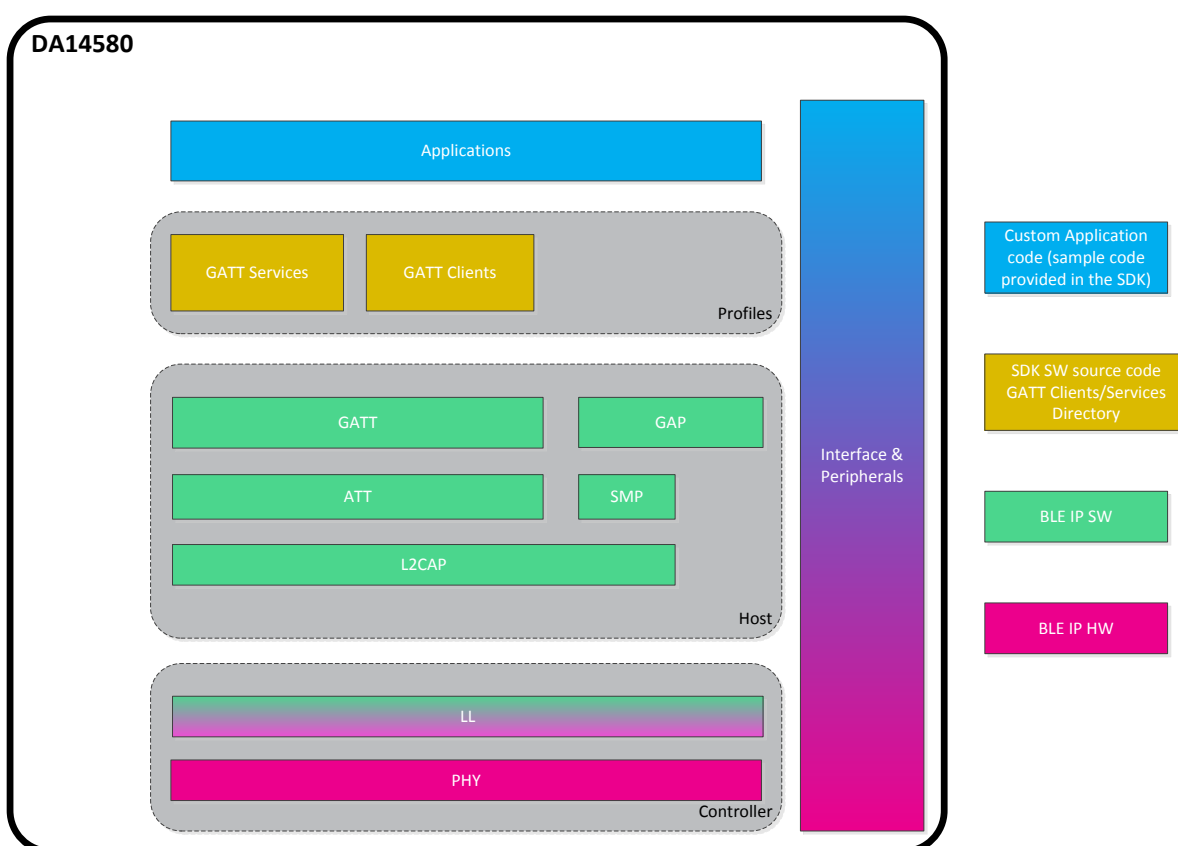 DA14580
Applications
GATT Services
GATT Clients
Profiles
GATT
GAP
ATT
SMP
L2CAP
Host
LL
PHY
Controller
Interface &
Peripherals
Custom Application
code (sample code
provided in the SDK)
SDK SW source code
GATT Clients/Services
Directory
BLE IP SW
BLE IP HW